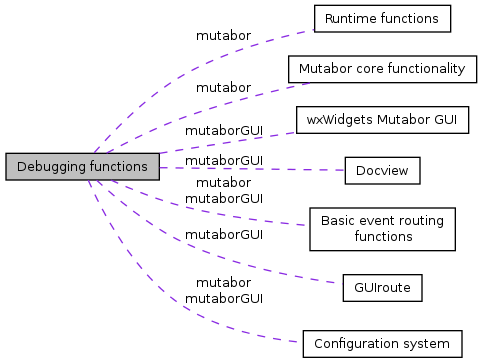 Runtime functions
mutabor
Mutabor core functionality
mutabor
wxWidgets Mutabor GUI
mutaborGUI
Debugging functions
mutaborGUI
Docview
mutabor
mutaborGUI
Basic event routing
functions
mutaborGUI
GUIroute
mutabor
mutaborGUI
Configuration system